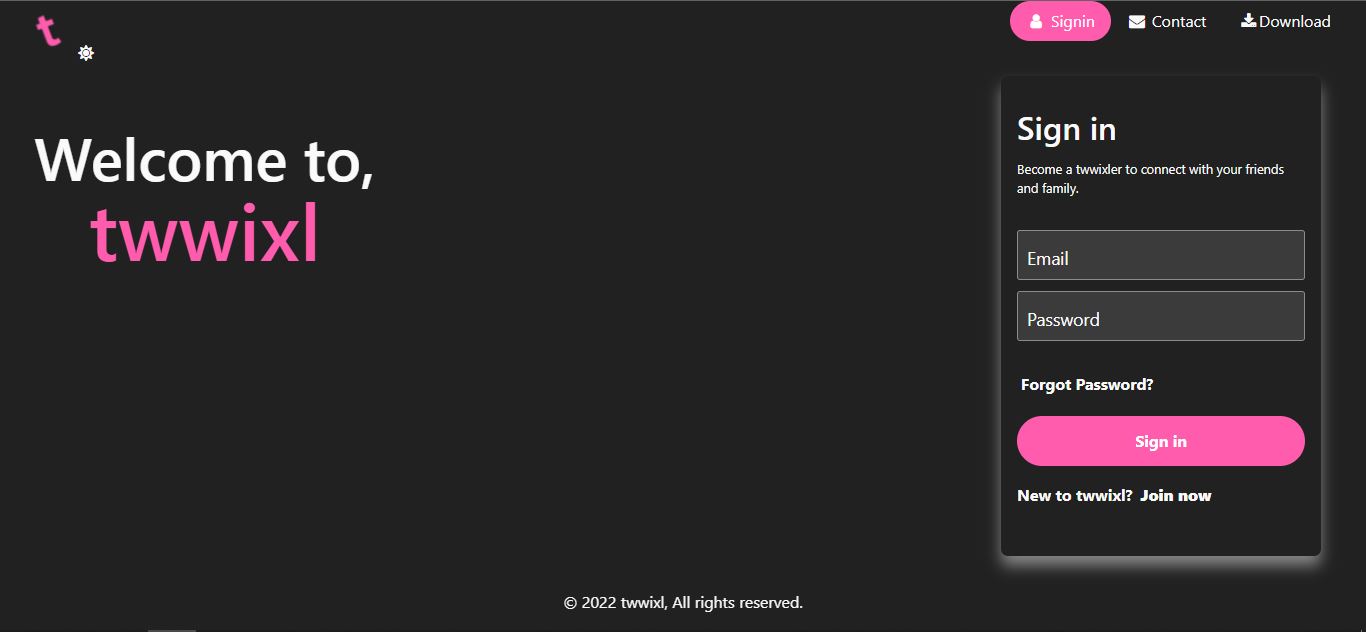 t
Signin
Contact
Download
Welcome to,
twwixl
Sign in
Become a twwixler to connect with your friends
and family.
Email
Password
Forgot Password?
Sign in
New to twwixl? Join now
© 2022 twwixl, All rights reserved.